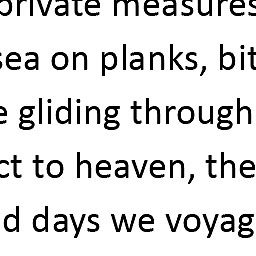 private measures
sea on planks, bit
e gliding through
ct to heaven, the
d days we voyag